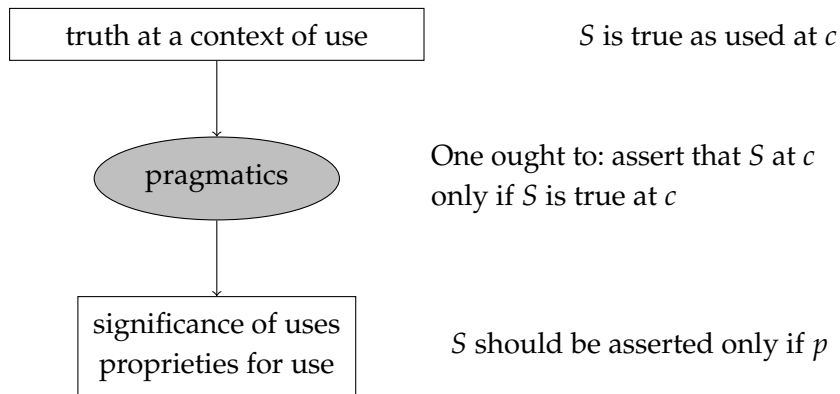 truth at a context of use
S is true as used at c
pragmatics
One ought to: assert that S at c
only if S is true at c
significance of uses
proprieties for use
S should be asserted only if p